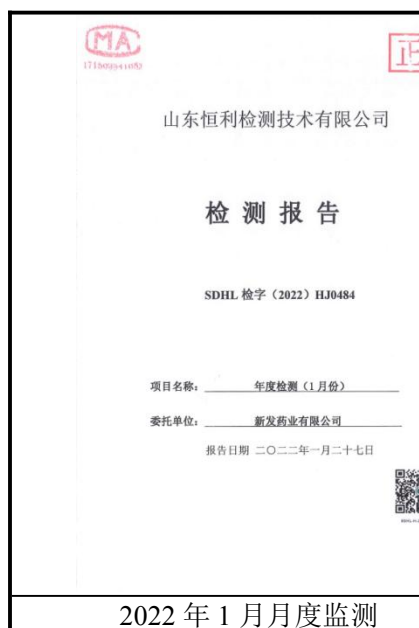 MA
正
山东恒利检测技术有限公司
检 测 报 告
SDHL 检字（2022）HJ0484
项目名称： 年度检测（1月份）
委托单位： 新发药业有限公司
报告日期 二〇二二年一月二十七日
2022 年 1 月月度监测